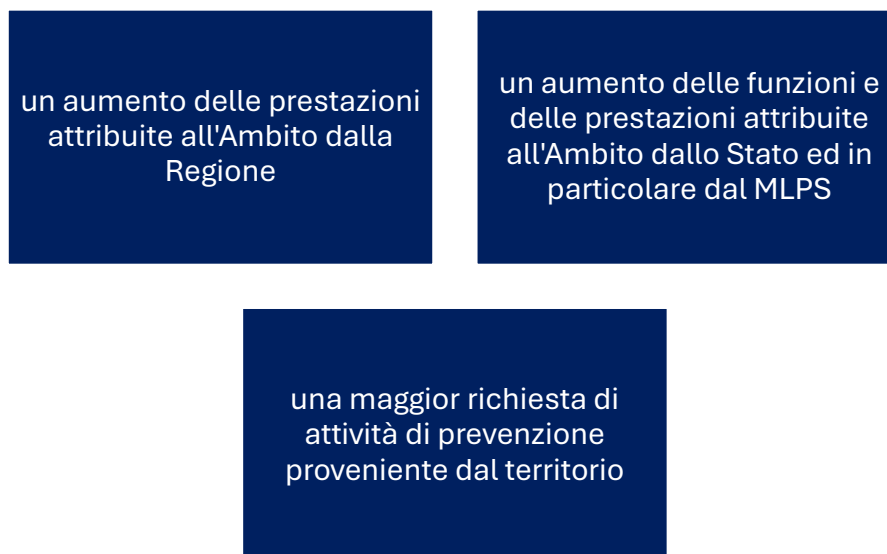 un aumento delle prestazioni
attribuite all'Ambito dalla
Regione
un aumento delle funzioni e
delle prestazioni attribuite
all'Ambito dallo Stato ed in
particolare dal MLPS
una maggior richiesta di
attività di prevenzione
proveniente dal territorio